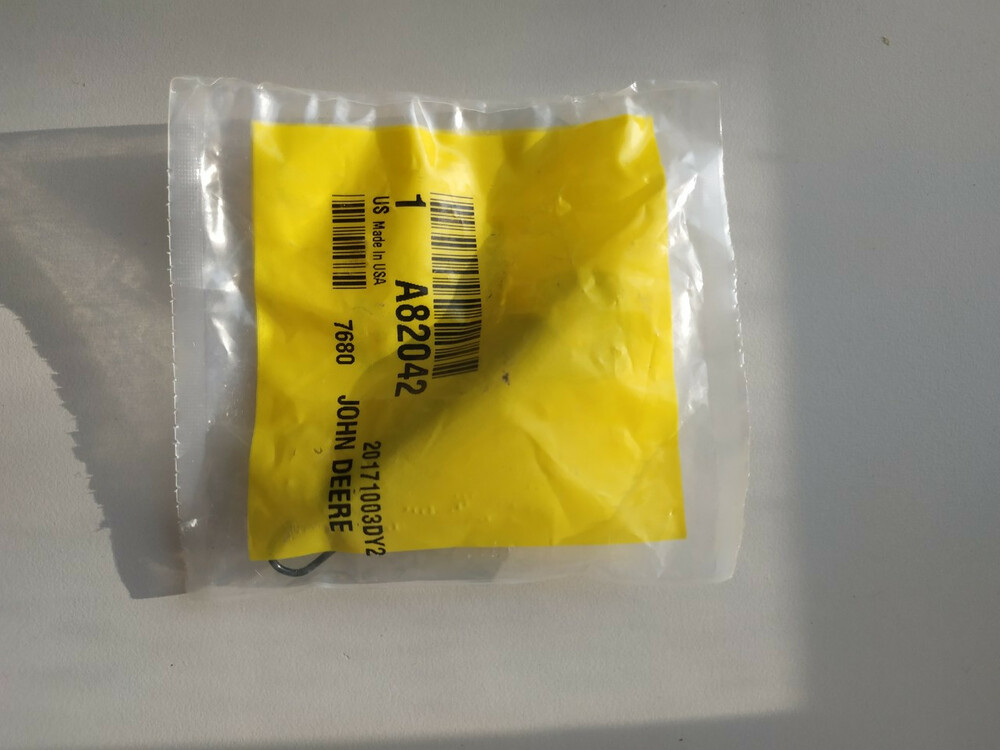 1 A82042
US Made In USA
20171003DY2
7680 JOHN DEERE